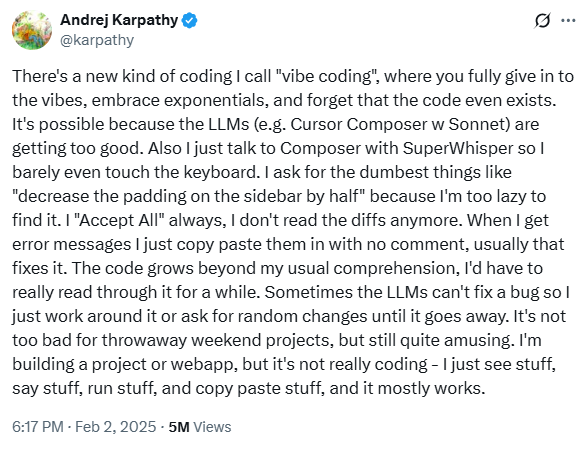 Andrej Karpathy
@karpathy
There's a new kind of coding I call "vibe coding", where you fully give in to
the vibes, embrace exponentials, and forget that the code even exists.
It's possible because the LLMs (e.g. Cursor Composer w Sonnet) are
getting too good. Also I just talk to Composer with SuperWhisper so I
barely even touch the keyboard. I ask for the dumbest things like
"decrease the padding on the sidebar by half" because I'm too lazy to
find it. I "Accept All" always, I don't read the diffs anymore. When I get
error messages I just copy paste them in with no comment, usually that
fixes it. The code grows beyond my usual comprehension, I'd have to
really read through it for a while. Sometimes the LLMs can't fix a bug so I
just work around it or ask for random changes until it goes away. It's not
too bad for throwaway weekend projects, but still quite amusing. I'm
building a project or webapp, but it's not really coding - I just see stuff,
say stuff, run stuff, and copy paste stuff, and it mostly works.
6:17 PM · Feb 2, 2025 · 5M Views